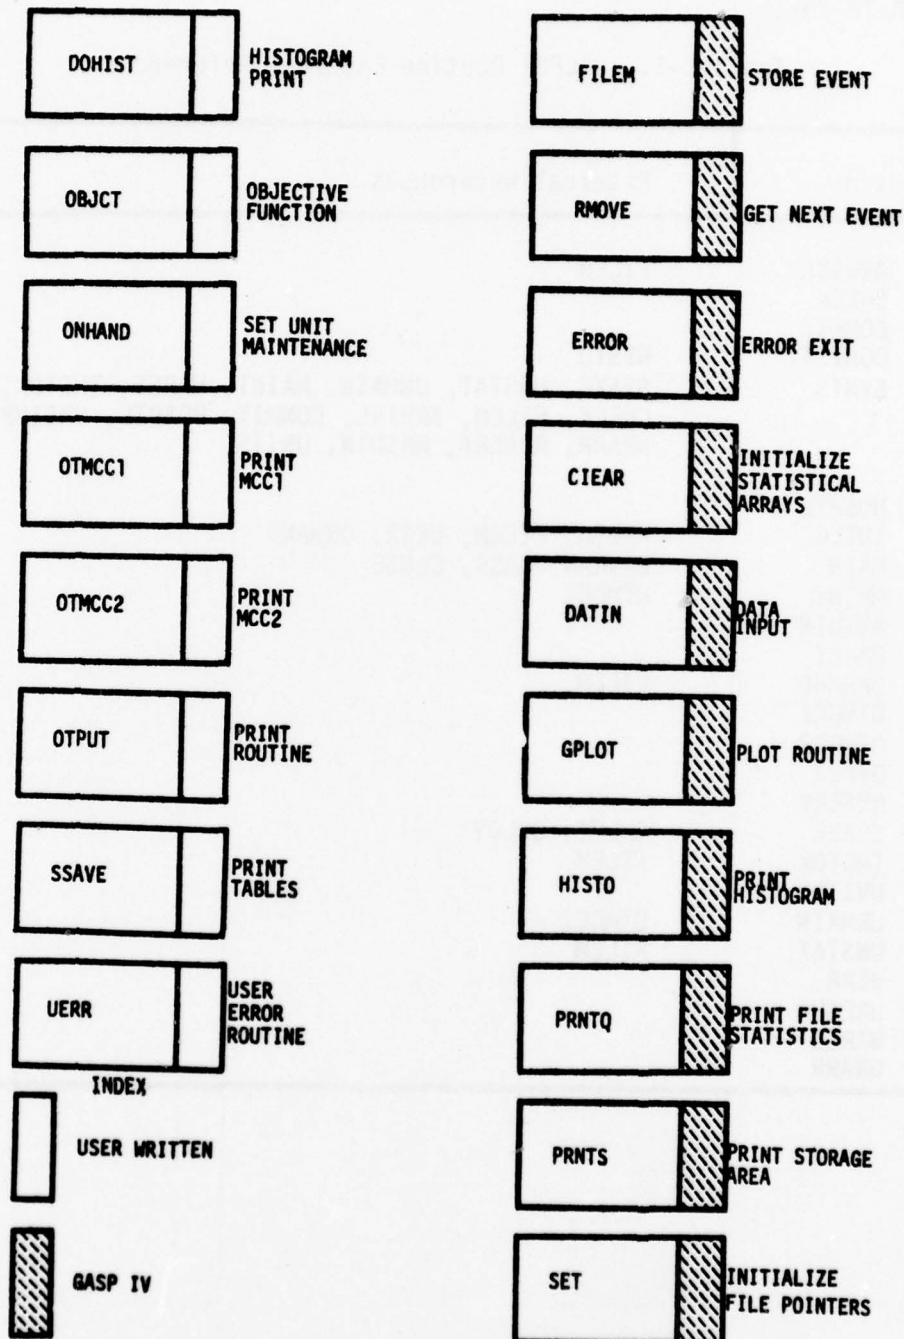 DOHIST
HISTOGRAM
PRINT
OBJCT
OBJECTIVE
FUNCTION
ONHAND
SET UNIT
MAINTENANCE
OTMCC1
PRINT
MCC1
OTMCC2
PRINT
MCC2
OTPUT
PRINT
ROUTINE
SSAVE
PRINT
TABLES
UERR
USER
ERROR
ROUTINE
INDEX
USER WRITTEN
GASP IV
FILEM
STORE EVENT
RMOVE
GET NEXT EVENT
ERROR
ERROR EXIT
CIEAR
INITIALIZE
STATISTICAL
ARRAYS
DATIN
DATA
INPUT
GPLOT
PLOT ROUTINE
HISTO
PRINT
HISTOGRAM
PRNTQ
PRINT FILE
STATISTICS
PRNTS
PRINT STORAGE
AREA
SET
INITIALIZE
FILE POINTERS